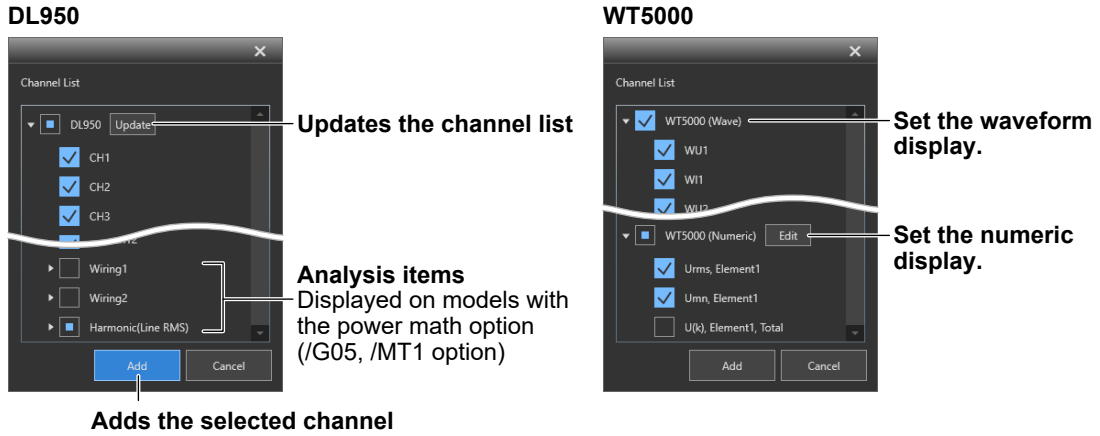 DL950
Channel List
DL950 Update
CH1
CH2
CH3
Wiring1
Wiring2
Harmonic(Line RMS)
Add Cancel
Updates the channel list
Analysis items
Displayed on models with
the power math option
(/G05, /MT1 option)
Adds the selected channel
WT5000
Channel List
WT5000 (Wave)
WU1
WI1
WU2
WT5000 (Numeric) Edit
Urms, Element1
Umn, Element1
U(k), Element1, Total
Add Cancel
Set the waveform
display.
Set the numeric
display.